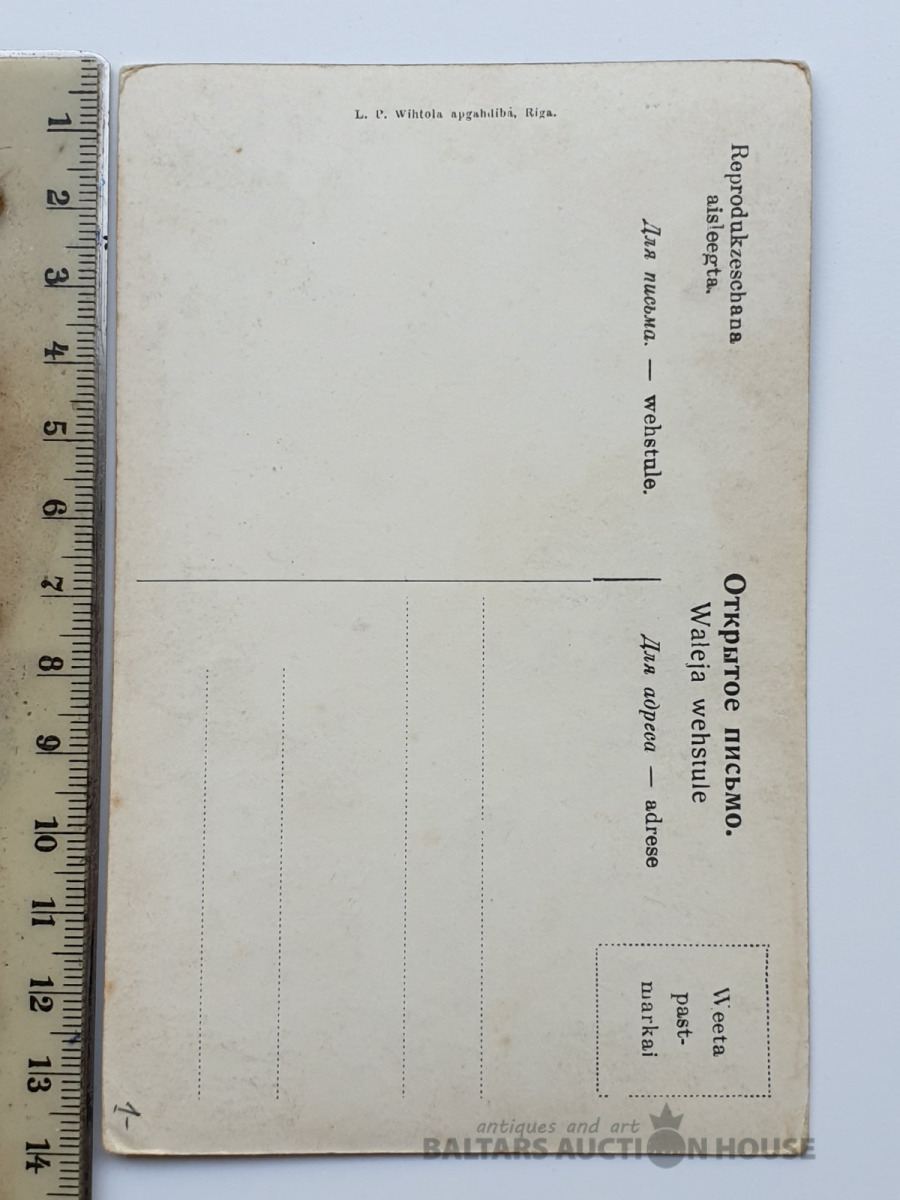 L. P. Wihtola apgahdibâ, Riga.
Reprodukzeschana
aisleegta.
Открытое письмо.
Waleja wehstule
Для письма. — wehstule.
Для адреса — adrese
Weeta
past-
markai
1-
1
2
3
4
5
6
7
8
9
10
11
12
13
14
antiques and art
BALTARS AUCTION HOUSE